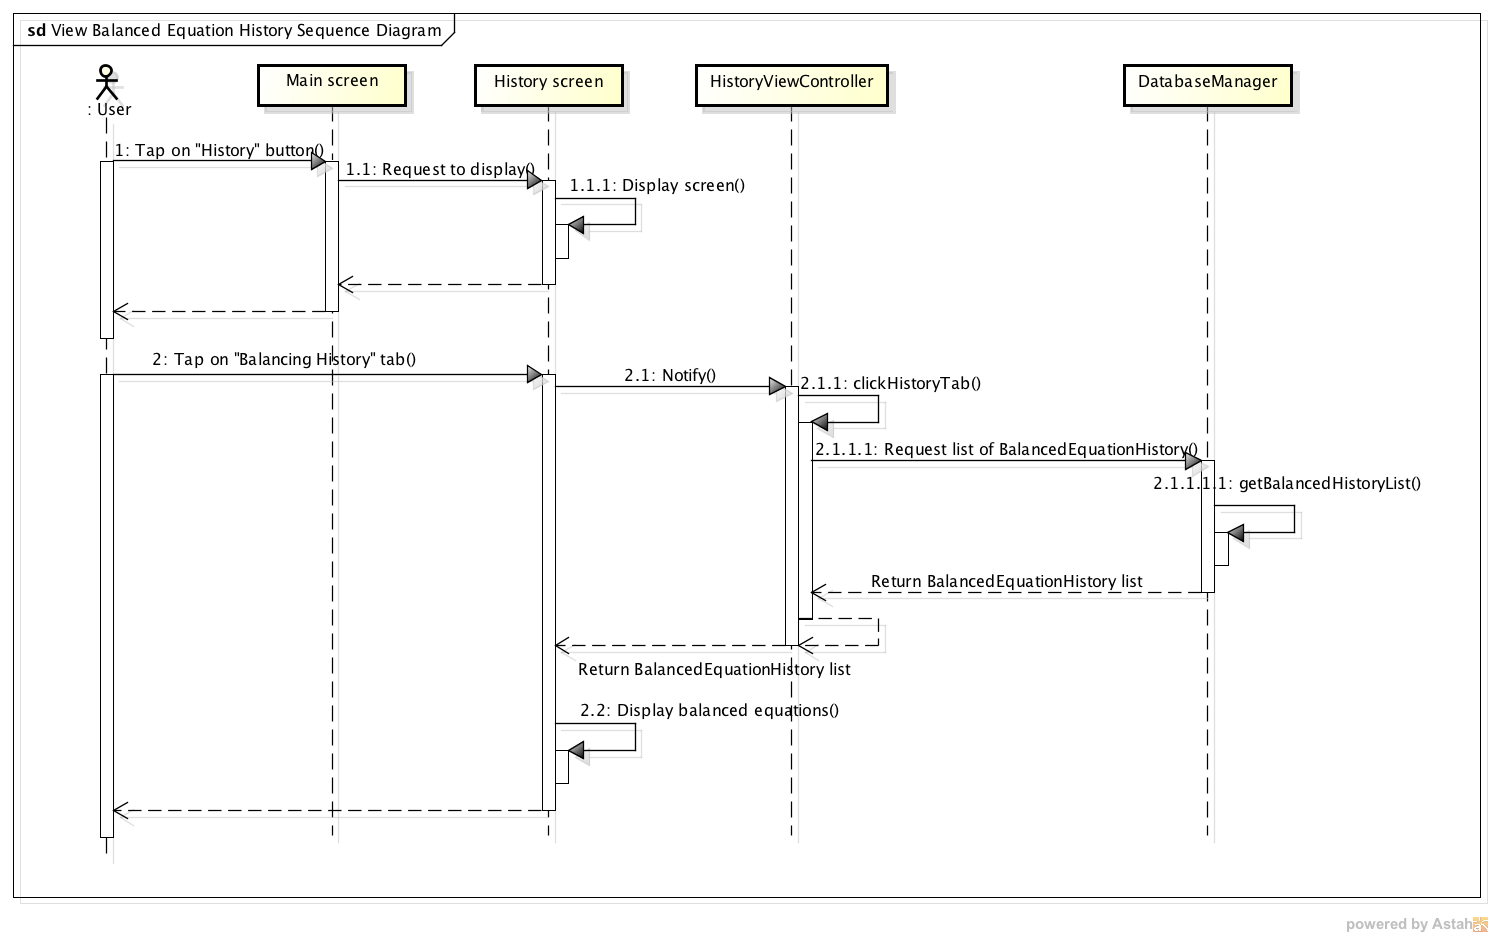 sd View Balanced Equation History Sequence Diagram
Main screen
History screen
HistoryViewController
DatabaseManager
: User
1: Tap on "History" button()
1.1: Request to display()
1.1.1: Display screen()
2: Tap on "Balancing History" tab()
2.1: Notify()
2.1.1: clickHistoryTab()
2.1.1.1: Request list of BalancedEquationHistory()
2.1.1.1.1: getBalancedHistoryList()
Return BalancedEquationHistory list
Return BalancedEquationHistory list
2.2: Display balanced equations()
powered by Astah